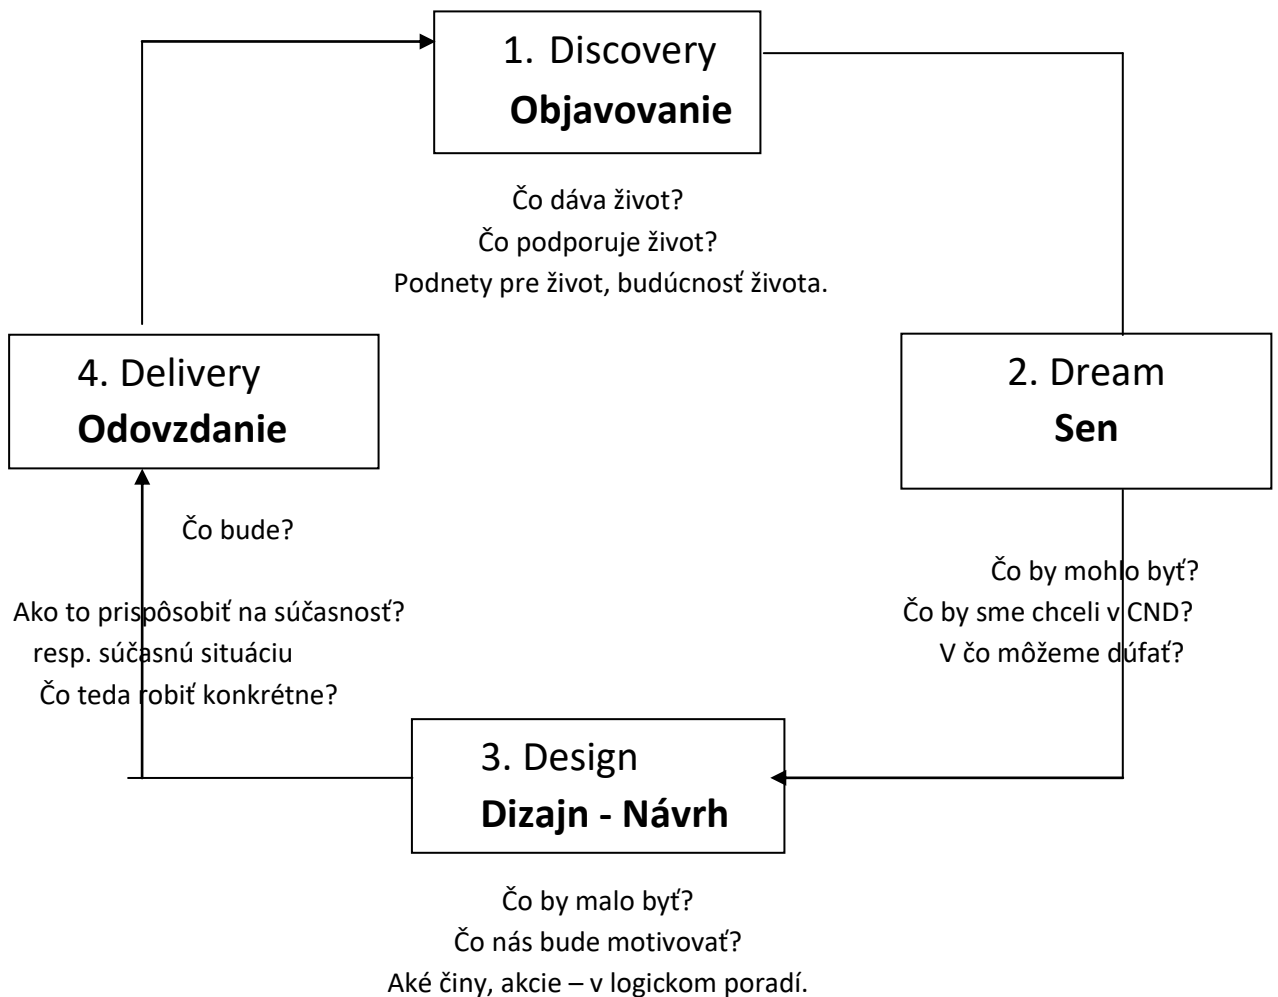 1. Discovery
Objavovanie
Čo dáva život?
Čo podporuje život?
Podnety pre život, budúcnosť života.
2. Dream
Sen
Čo by mohlo byť?
Čo by sme chceli v CND?
V čo môžeme dúfať?
3. Design
Dizajn - Návrh
Čo by malo byť?
Čo nás bude motivovať?
Aké činy, akcie – v logickom poradí.
4. Delivery
Odovzdanie
Čo bude?
Ako to prispôsobiť na súčasnosť?
resp. súčasnú situáciu
Čo teda robiť konkrétne?